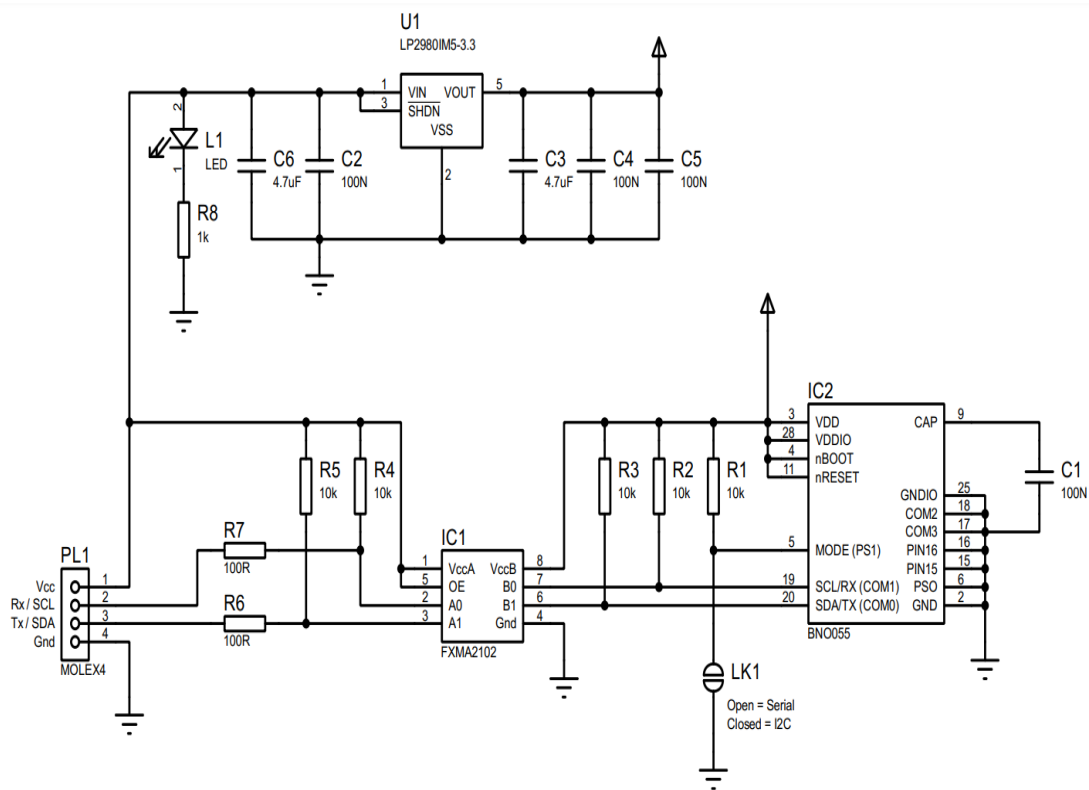 U1
LP2980IM5-3.3
1 VIN VOUT 5
3 SHDN
VSS
2
2
L1
LED
1
C6
4.7uF
C2
100N
C3
4.7uF
C4
100N
C5
100N
R8
1k
IC2
3 VDD CAP 9
28 VDDIO
4 nBOOT
11 nRESET
C1
100N
GNDIO 25
COM2 18
COM3 17
5 MODE (PS1) PIN16 16
PIN15 15
19 SCL/RX (COM1) PSO 6
20 SDA/TX (COM0) GND 2
BNO055
R5
10k
R4
10k
R3
10k
R2
10k
R1
10k
R7
100R
R6
100R
IC1
1 VccA VccB 8
5 OE B0 7
2 A0 B1 6
3 A1 Gnd 4
FXMA2102
PL1
Vcc 1
Rx / SCL 2
Tx / SDA 3
Gnd 4
MOLEX4
LK1
Open = Serial
Closed = I2C